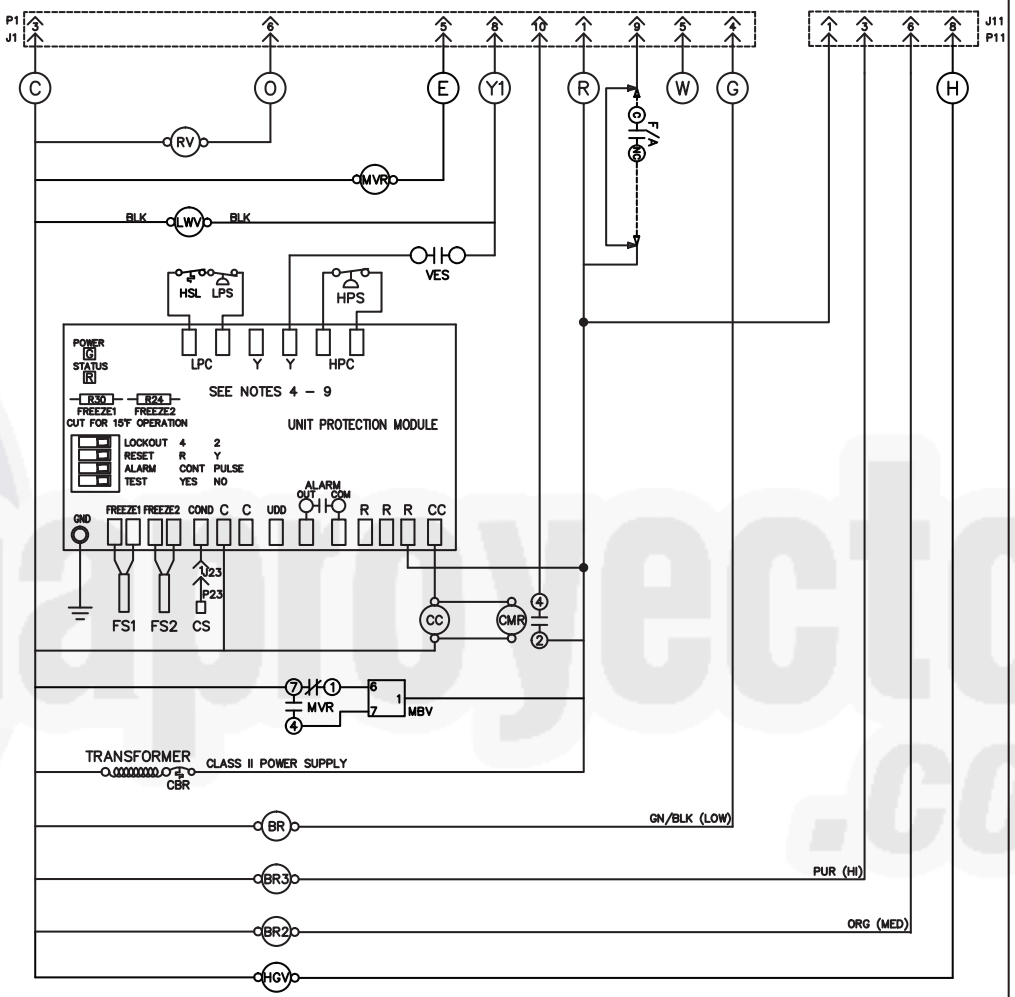 P1 3 6 5 8 10 1 9 5 4 1 3 6 8 J11
J1 P11
C O E Y1 R W G H
C
F/A
NC
RV
MVR
BLK LWV BLK
VES
HSL LPS HPS
POWER
G
STATUS
R
LPC Y Y HPC
SEE NOTES 4 – 9
R30 R24
FREEZE1 FREEZE2
CUT FOR 15°F OPERATION
UNIT PROTECTION MODULE
LOCKOUT 4 2
RESET R Y
ALARM CONT PULSE
TEST YES NO
ALARM
OUT COM
GND FREEZE1 FREEZE2 COND C C UDD R R R CC
1 J23
P23
FS1 FS2 CS
CC CMR 4
2
7 1 6
MVR 1
4 7 MBV
TRANSFORMER
CLASS II POWER SUPPLY
CBR
BR GN/BLK (LOW)
BR3 PUR (HI)
BR2 ORG (MED)
HGV
aproyecto
.co